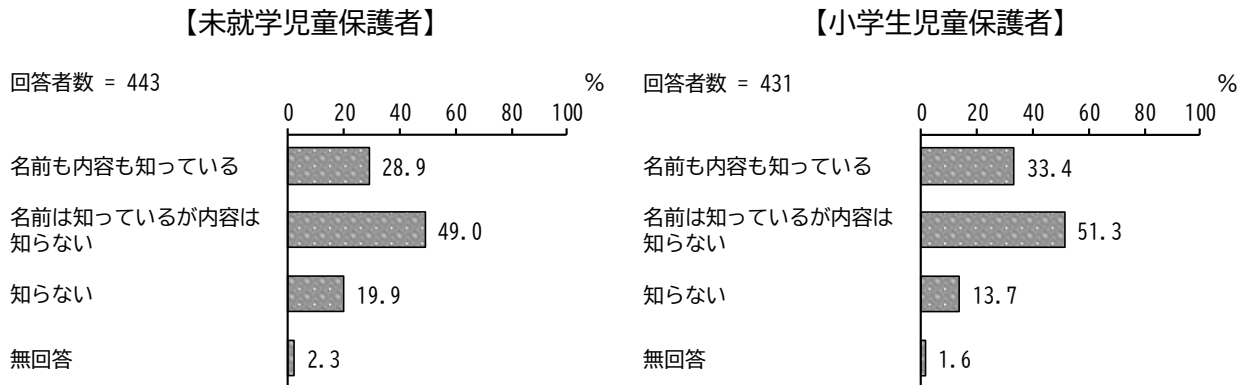 【未就学児童保護者】
回答者数 = 443
%
0 20 40 60 80 100
名前も内容も知っている 28.9
名前は知っているが内容は
知らない 49.0
知らない 19.9
無回答 2.3
【小学生児童保護者】
回答者数 = 431
%
0 20 40 60 80 100
名前も内容も知っている 33.4
名前は知っているが内容は
知らない 51.3
知らない 13.7
無回答 1.6